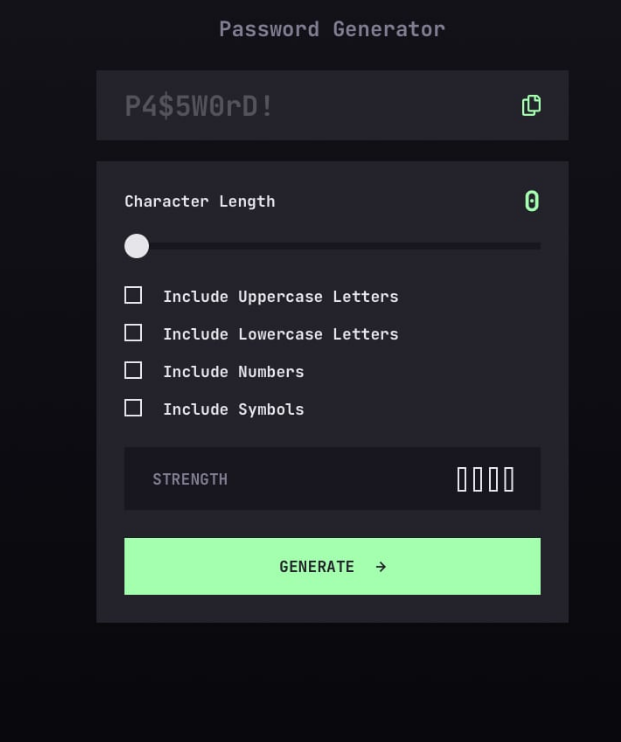 Password Generator
P4$5W0rD!
Character Length
0
Include Uppercase Letters
Include Lowercase Letters
Include Numbers
Include Symbols
STRENGTH
GENERATE →